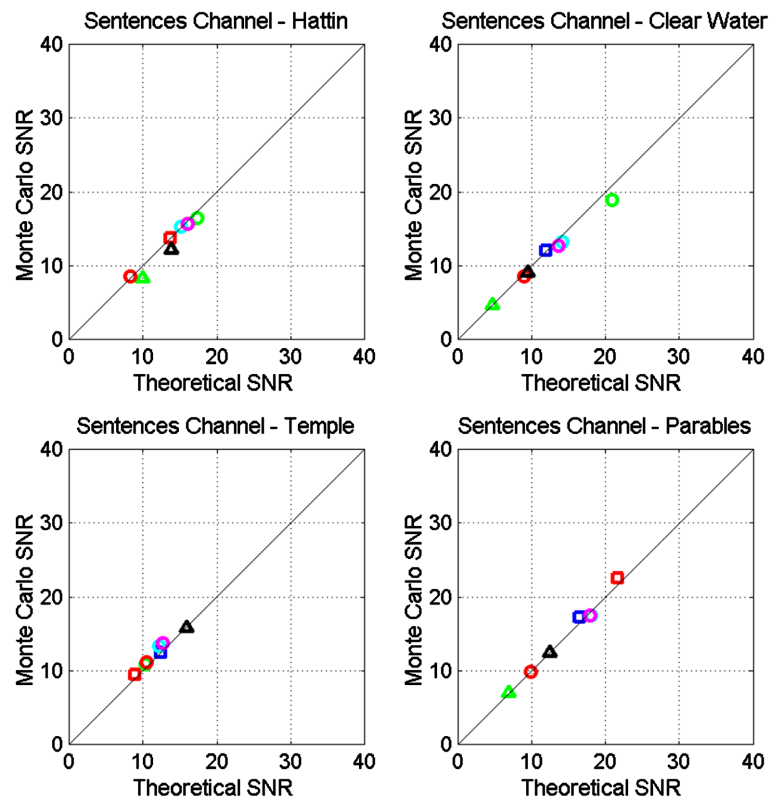 Sentences Channel - Hattin
40
30
20
10
0
Monte Carlo SNR
0 10 20 30 40
Theoretical SNR
Sentences Channel - Clear Water
40
30
20
10
0
Monte Carlo SNR
0 10 20 30 40
Theoretical SNR
Sentences Channel - Temple
40
30
20
10
0
Monte Carlo SNR
0 10 20 30 40
Theoretical SNR
Sentences Channel - Parables
40
30
20
10
0
Monte Carlo SNR
0 10 20 30 40
Theoretical SNR